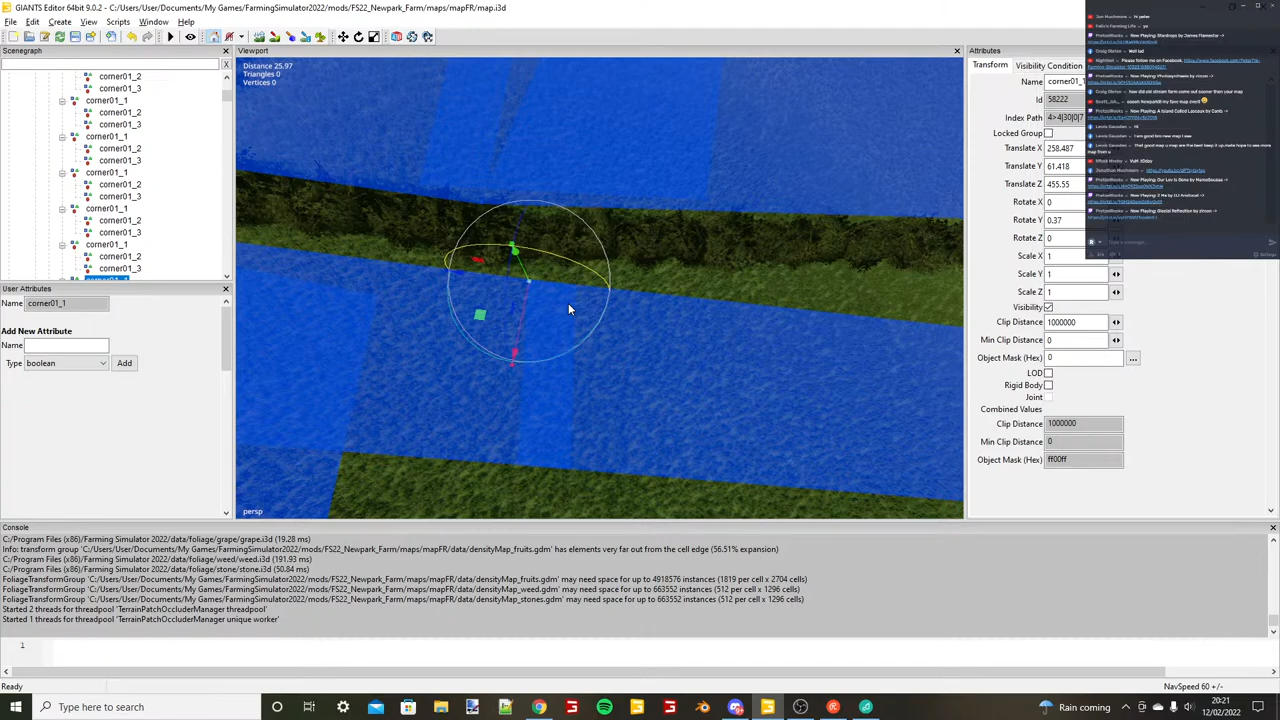 GIANTS Editor 64bit 9.0.2 - C:/Users/User/Documents/My Games/FarmingSimulator2022/mods/FS22_Newpark_Farm/maps/mapFR/map.i3d
File Edit View Create Scripts Window Help
Scenegraph
X
corner01_2
corner01_3
corner01_1
corner01_2
corner01_3
corner01_1
corner01_2
corner01_3
corner01_1
corner01_2
corner01_3
corner01_1
corner01_2
corner01_3
corner01_1
corner01_2
corner01_3
corner01_1
User Attributes
Name corner01_1
Add New Attribute
Name
Type boolean Add
Viewport
Distance 25.97
Triangles 0
Vertices 0
persp
Attributes
Transform Visibility Condition
Name corner01_1
Index Path 4>4|30|0|7
Locked Group
Translate X 258.487
Translate Y 61.418
Translate Z
Rotate X
Rotate Y 0.37
Rotate Z 0
Scale X 1
Scale Y 1
Scale Z 1
Visibility
Clip Distance 1000000
Min Clip Distance 0
Object Mask (Hex) 0 ...
LOD
Rigid Body
Joint
Combined Values
Clip Distance 1000000
Min Clip Distance 0
Object Mask (Hex) ff00ff
Console
C:/Program Files (x86)/Farming Simulator 2022/data/foliage/grape/grape.i3d (19.28 ms)
Info: transform group 'C:/Users/User/Documents/My Games/FarmingSimulator2022/mods/FS22_Newpark_Farm/maps/mapFR/data/densityMap_fruits.gdm' has elements very far out from the cell edge (56.51% expansion)
C:/Program Files (x86)/Farming Simulator 2022/data/foliage/weed/weed.i3d (191.93 ms)
C:/Program Files (x86)/Farming Simulator 2022/data/foliage/stone/stone.i3d (50.84 ms)
FoliageTransformGroup 'C:/Users/User/Documents/My Games/FarmingSimulator2022/mods/FS22_Newpark_Farm/maps/mapFR/data/densityMap_fruits.gdm' may need space for up to 4918576 instances (1819 per cell x 2704 cells)
FoliageTransformGroup 'C:/Users/User/Documents/My Games/FarmingSimulator2022/mods/FS22_Newpark_Farm/maps/mapFR/data/densityMap_weed.gdm' may need space for up to 663552 instances (512 per cell x 1296 cells)
FoliageTransformGroup 'C:/Users/User/Documents/My Games/FarmingSimulator2022/mods/FS22_Newpark_Farm/maps/mapFR/data/densityMap_stones.gdm' may need space for up to 663552 instances (512 per cell x 1296 cells)
Started 2 threads for threadpool 'TerrainPatchOccluderManager threadpool'
Started 1 threads for threadpool 'TerrainPatchOccluderManager unique worker'
1
Ready
NavSpeed 60 +/-
Type here to search
Rain coming
20:21
12/02/2022